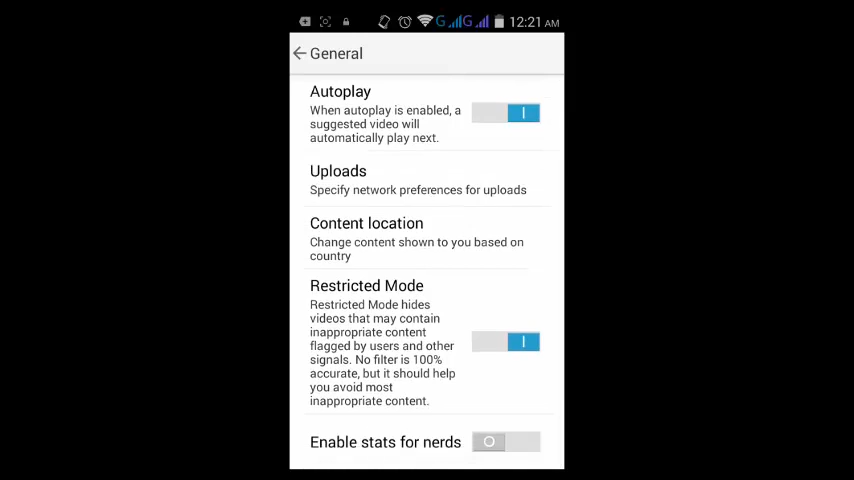 G G 12:21 AM
General
Autoplay
When autoplay is enabled, a
suggested video will
automatically play next.
Uploads
Specify network preferences for uploads
Content location
Change content shown to you based on
country
Restricted Mode
Restricted Mode hides
videos that may contain
inappropriate content
flagged by users and other
signals. No filter is 100%
accurate, but it should help
you avoid most
inappropriate content.
Enable stats for nerds